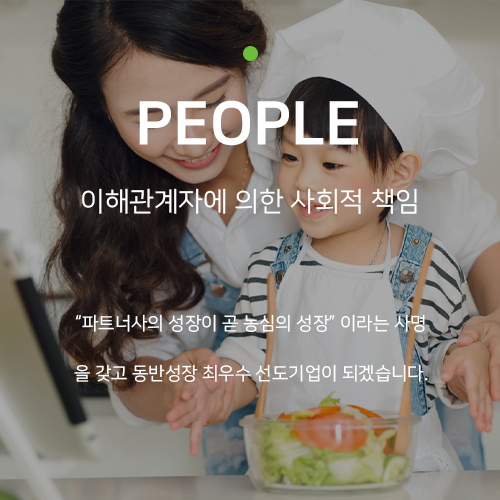 PEOPLE
이해관계자에 의한 사회적 책임
“파트너사의 성장이 곧 농심의 성장” 이라는 사명
을 갖고 동반성장 최우수 선도기업이 되겠습니다.